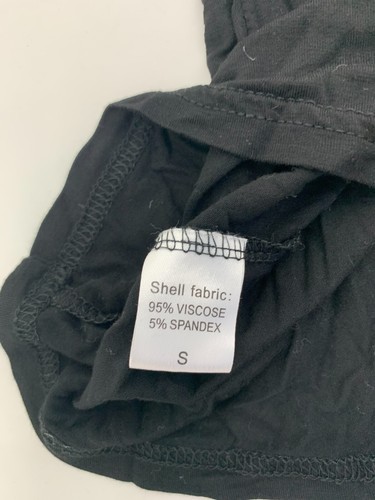 Shell fabric:
95% VISCOSE
5% SPANDEX
S